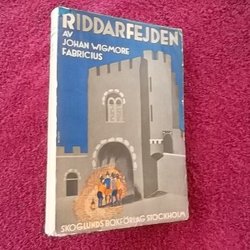 RIDDARFEJDEN
AV
JOHAN WIGMORE
FABRICIUS
SKOGLUNDS BOKFÖRLAG STOCKHOLM